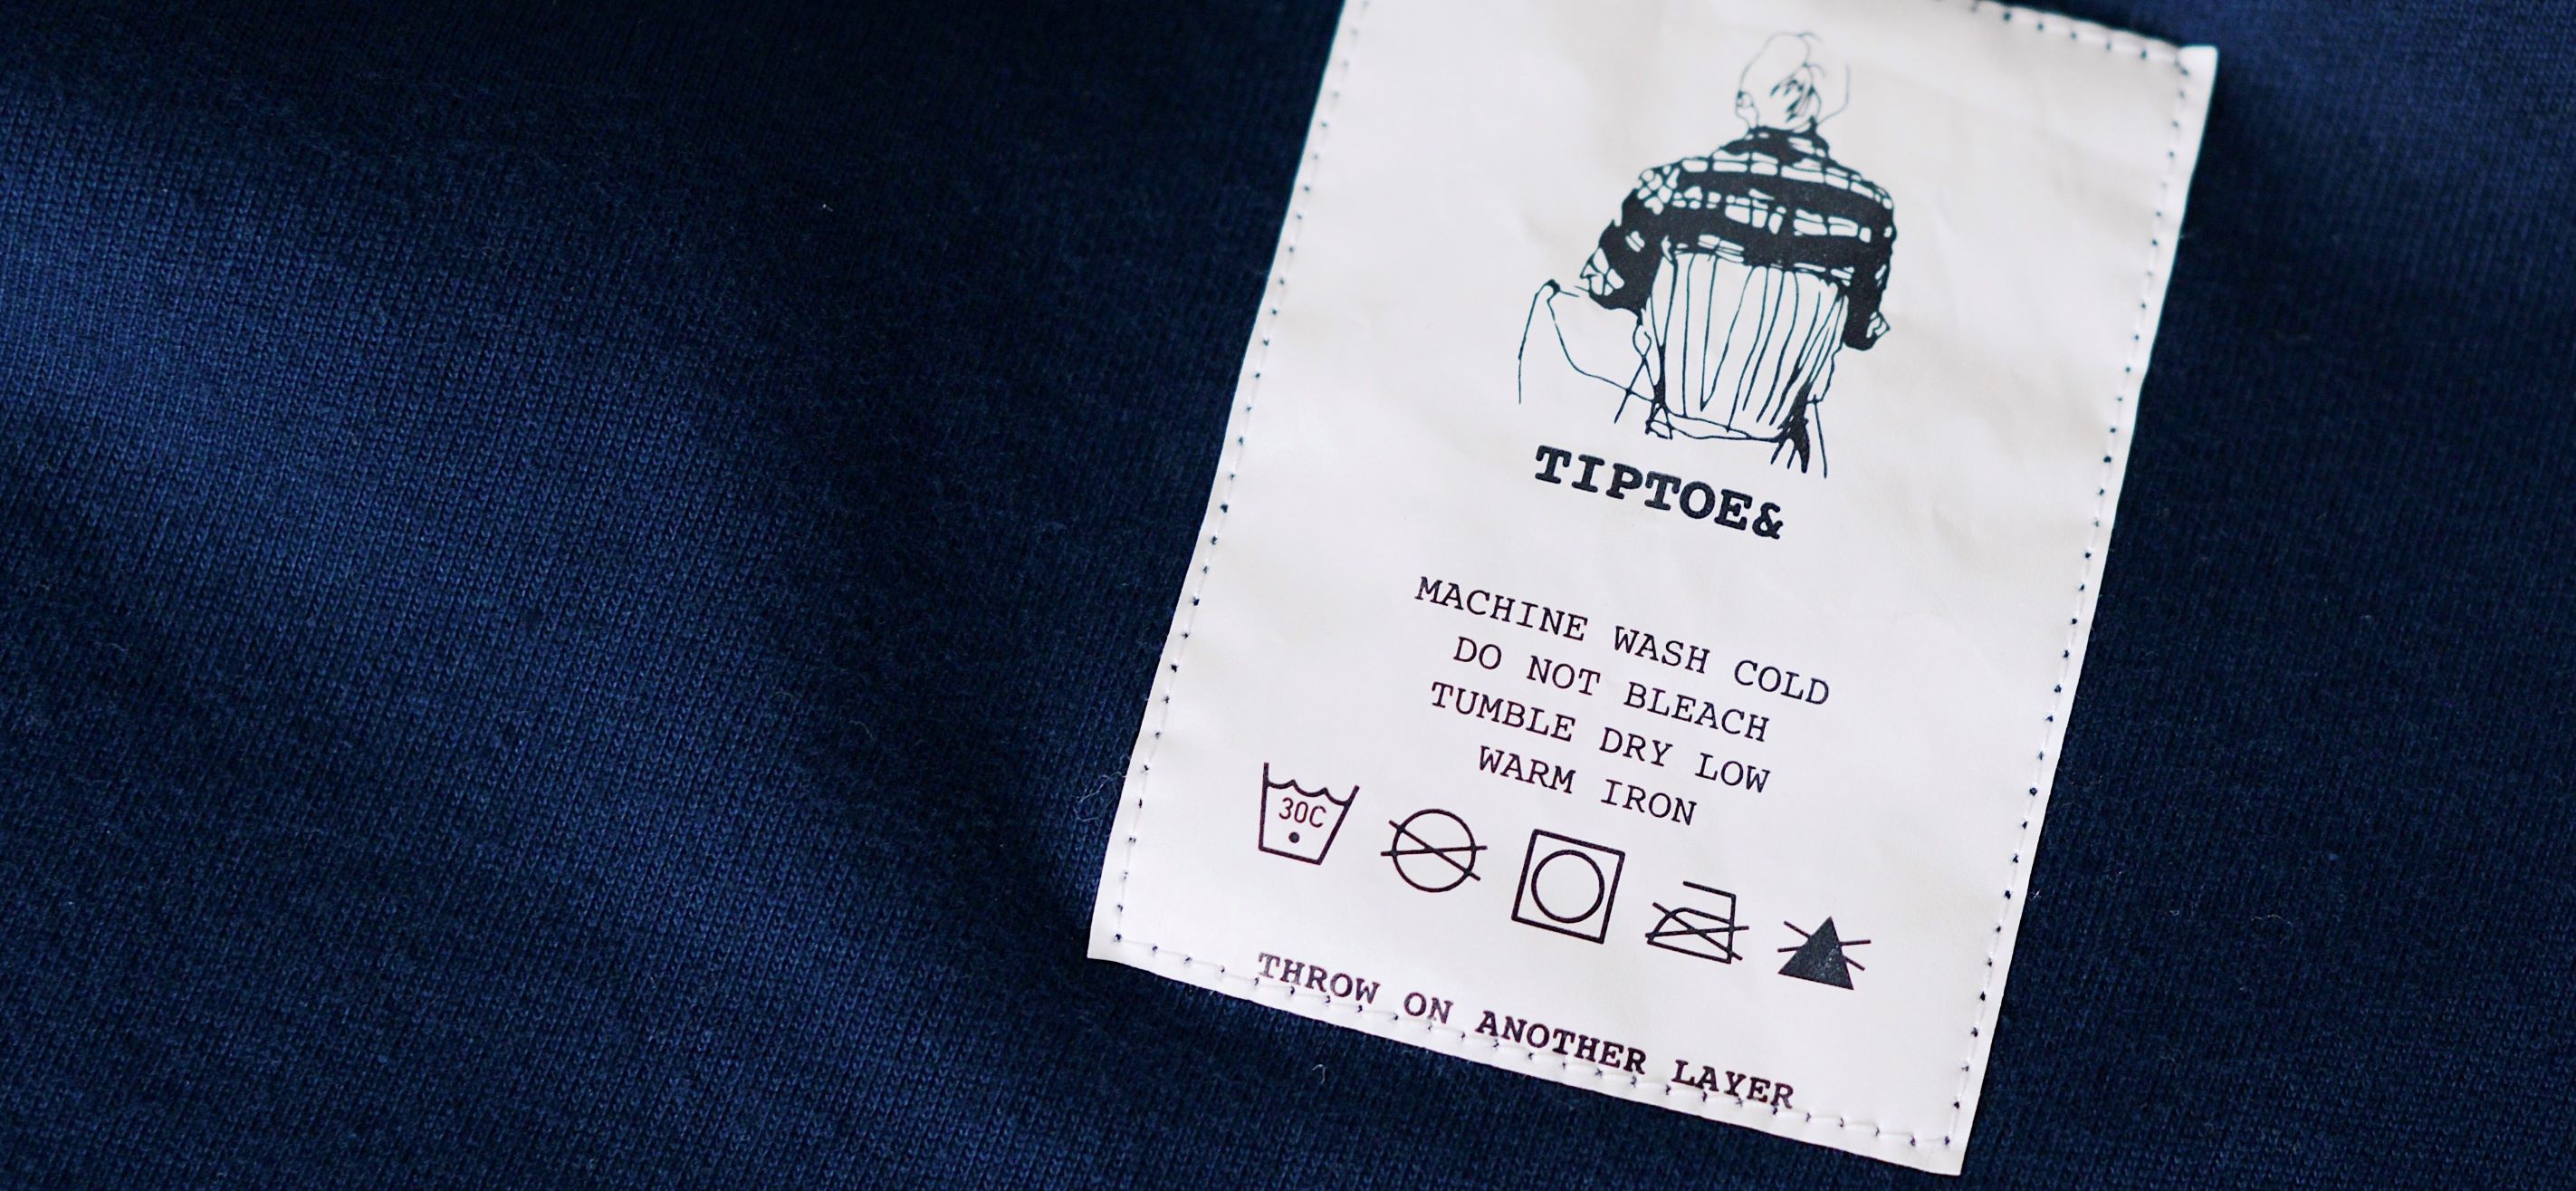 TIPTOE&
MACHINE WASH COLD
DO NOT BLEACH
TUMBLE DRY LOW
WARM IRON
30C
THROW ON ANOTHER LAYER